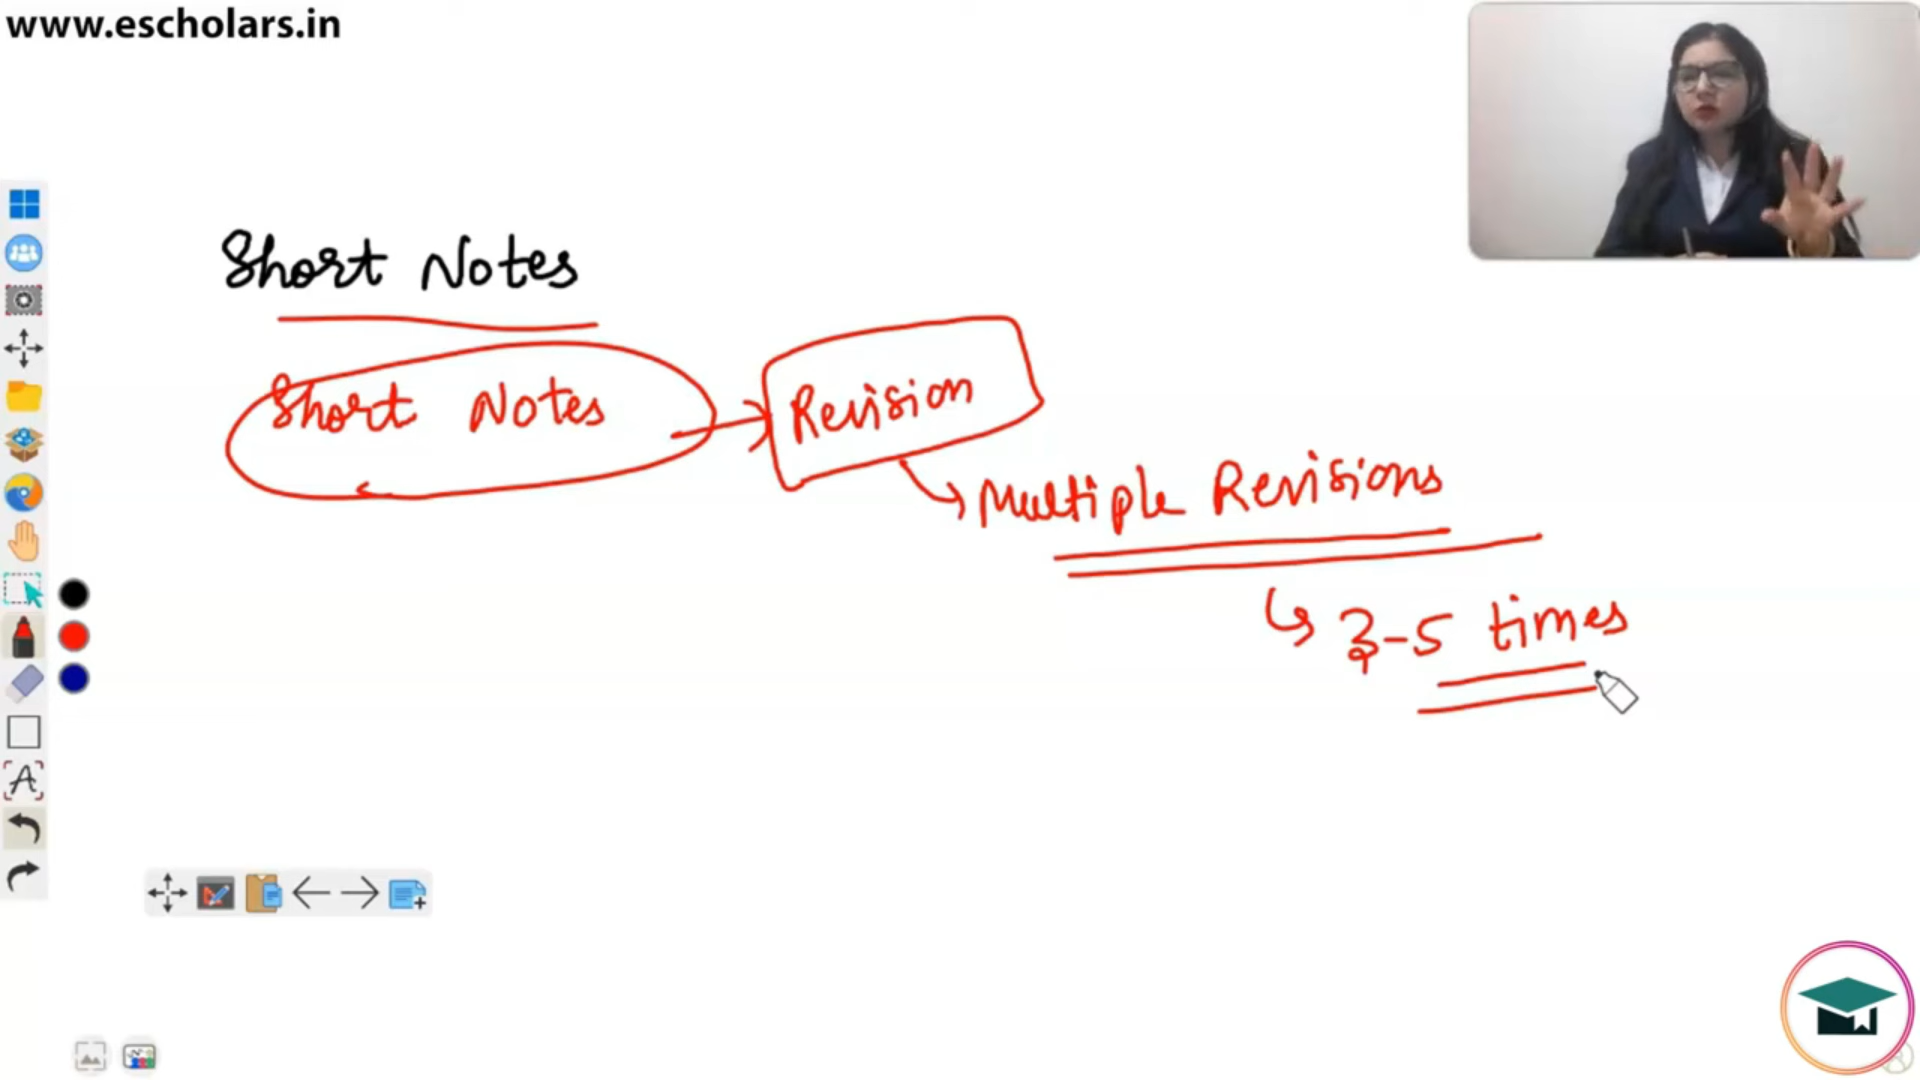 www.escholars.in
Short Notes
Short Notes → Revision
Multiple Revisions
3-5 times